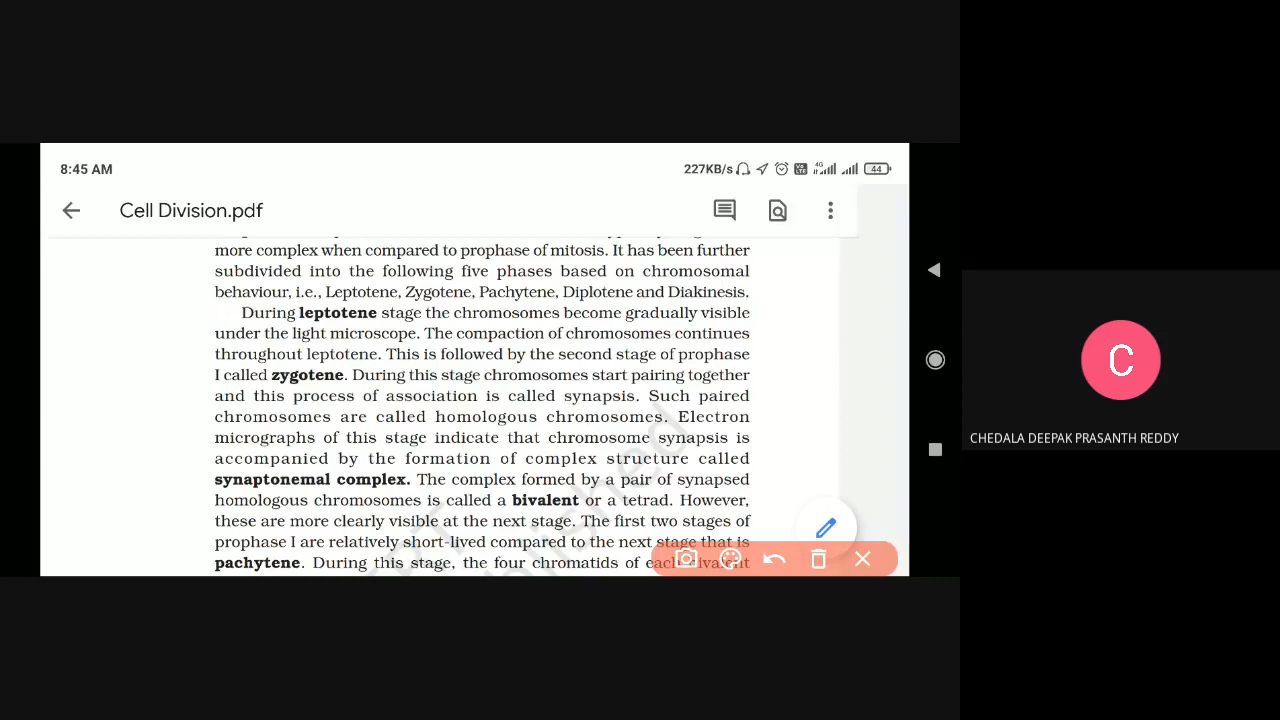 8:45 AM
227KB/s
4G
44
Cell Division.pdf
more complex when compared to prophase of mitosis. It has been further
subdivided into the following five phases based on chromosomal
behaviour, i.e., Leptotene, Zygotene, Pachytene, Diplotene and Diakinesis.
During leptotene stage the chromosomes become gradually visible
under the light microscope. The compaction of chromosomes continues
throughout leptotene. This is followed by the second stage of prophase
I called zygotene. During this stage chromosomes start pairing together
and this process of association is called synapsis. Such paired
chromosomes are called homologous chromosomes. Electron
micrographs of this stage indicate that chromosome synapsis is
accompanied by the formation of complex structure called
synaptonemal complex. The complex formed by a pair of synapsed
homologous chromosomes is called a bivalent or a tetrad. However,
these are more clearly visible at the next stage. The first two stages of
prophase I are relatively short-lived compared to the next stage that is
pachytene. During this stage, the four chromatids of each bivalent
C
CHEDALA DEEPAK PRASANTH REDDY